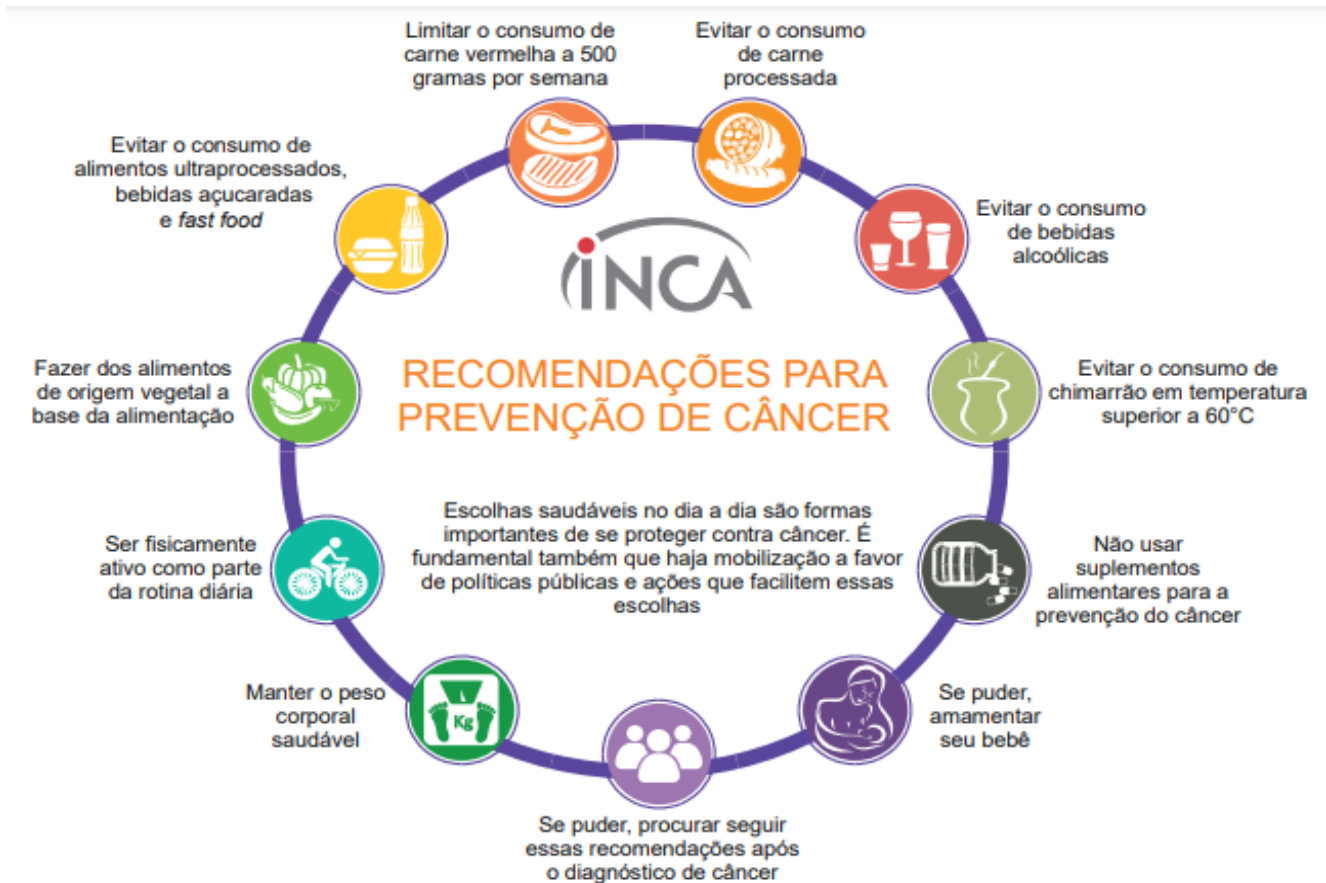 Limitar o consumo de
carne vermelha a 500
gramas por semana
Evitar o consumo
de carne
processada
Evitar o consumo de
alimentos ultraprocessados,
bebidas açucaradas
e fast food
Evitar o consumo
de bebidas
alcoólicas
INCA
Fazer dos alimentos
de origem vegetal a
base da alimentação
RECOMENDAÇÕES PARA
PREVENÇÃO DE CÂNCER
Evitar o consumo de
chimarrão em temperatura
superior a 60°C
Ser fisicamente
ativo como parte
da rotina diária
Escolhas saudáveis no dia a dia são formas
importantes de se proteger contra câncer. É
fundamental também que haja mobilização a favor
de políticas públicas e ações que facilitem essas
escolhas
Não usar
suplementos
alimentares para a
prevenção do câncer
Manter o peso
corporal
saudável
Kg
Se puder,
amamentar
seu bebê
Se puder, procurar seguir
essas recomendações após
o diagnóstico de câncer